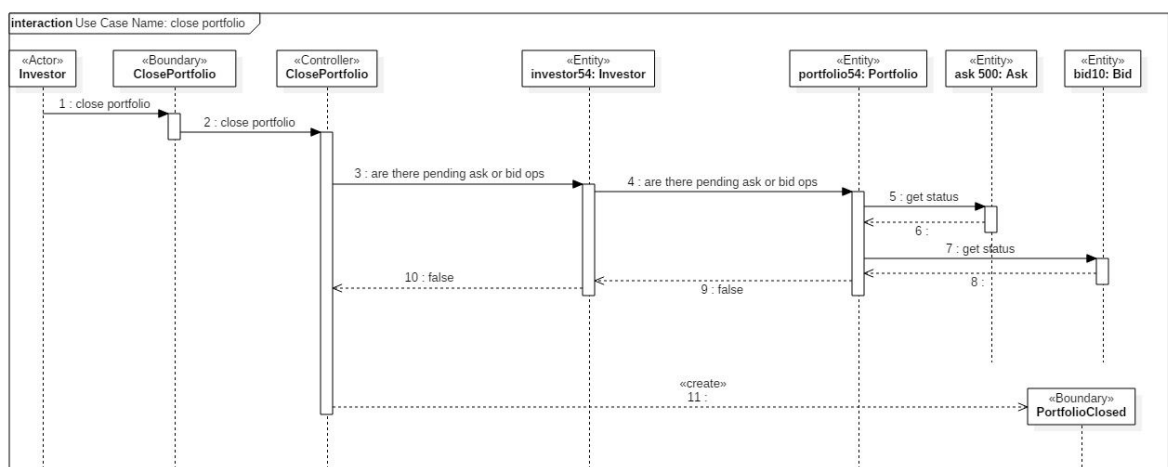 interaction Use Case Name: close portfolio
«Actor»
Investor
«Boundary»
ClosePortfolio
«Controller»
ClosePortfolio
«Entity»
investor54: Investor
«Entity»
portfolio54: Portfolio
«Entity»
ask 500: Ask
«Entity»
bid10: Bid
1 : close portfolio
2 : close portfolio
3 : are there pending ask or bid ops
4 : are there pending ask or bid ops
5 : get status
6 :
7 : get status
8 :
9 : false
10 : false
«create»
11 :
«Boundary»
PortfolioClosed